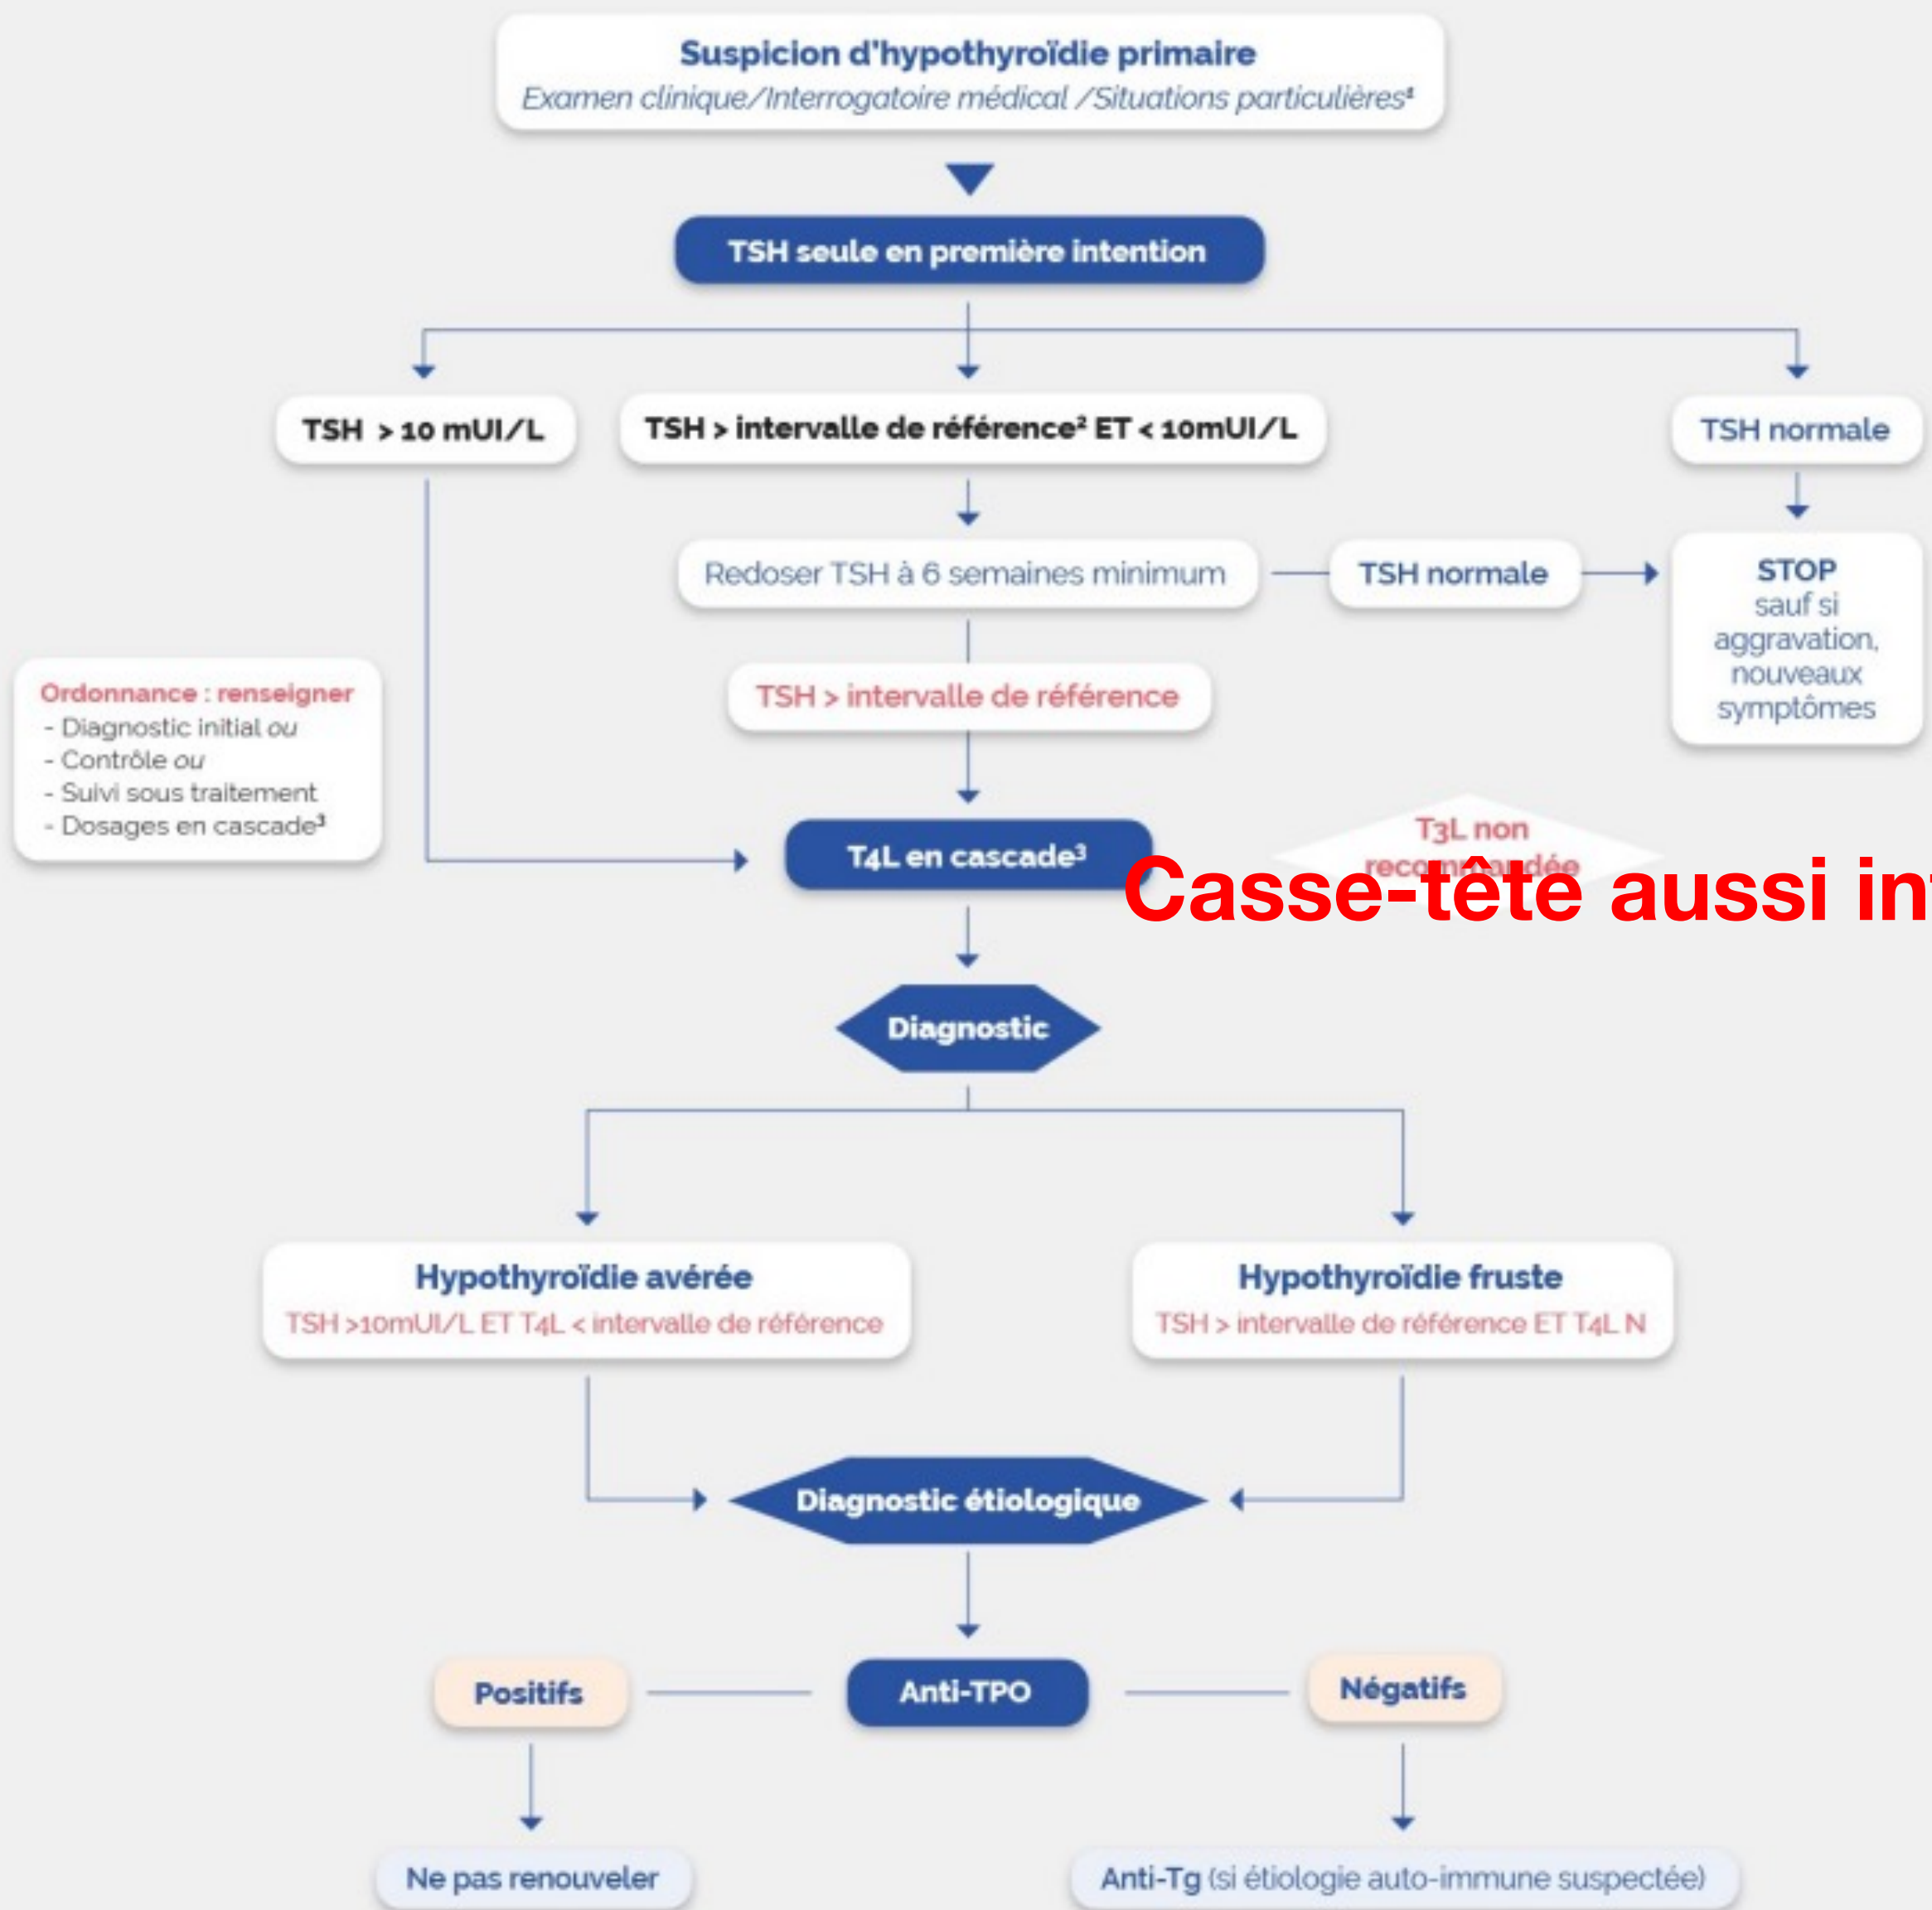 Suspicion d'hypothyroïdie primaire
Examen clinique/Interrogatoire médical /Situations particulières¹
TSH seule en première intention
TSH > 10 mUI/L
TSH > intervalle de référence² ET < 10mUI/L
TSH normale
Redoser TSH à 6 semaines minimum
TSH normale
STOP
sauf si
aggravation,
nouveaux
symptômes
TSH > intervalle de référence
Ordonnance : renseigner
- Diagnostic initial ou
- Contrôle ou
- Suivi sous traitement
- Dosages en cascade³
T4L en cascade³
T3L non
recommandée
Casse-tête aussi
Diagnostic
Hypothyroïdie avérée
TSH >10mUI/L ET T4L < intervalle de référence
Hypothyroïdie fruste
TSH > intervalle de référence ET T4L N
Diagnostic étiologique
Positifs
Anti-TPO
Négatifs
Ne pas renouveler
Anti-Tg (si étiologie auto-immune suspectée)